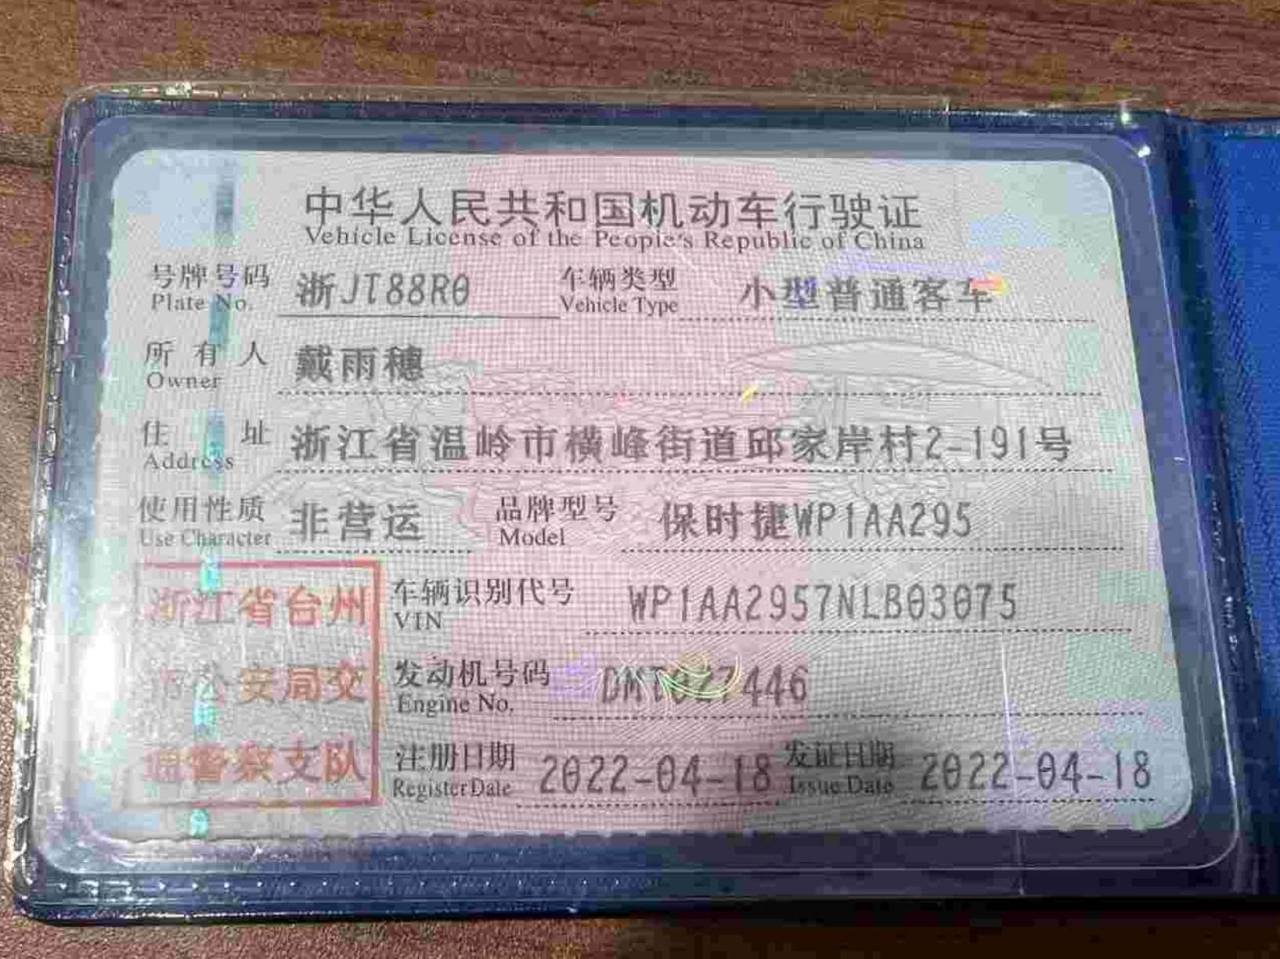 中华人民共和国机动车行驶证
Vehicle License of the People's Republic of China
号牌号码 浙JT88R0 车辆类型 小型普通客车
Plate No. Vehicle Type
所有人 戴雨穗
Owner
住址 浙江省温岭市横峰街道邱家岸村2-191号
Address
使用性质 非营运 品牌型号 保时捷WP1AA295
Use Character Model
浙江省台州
市公安局交
通警察支队
车辆识别代号 WP1AA2957NLB03075
VIN
发动机号码 DMT027446
Engine No.
注册日期 2022-04-18 发证日期 2022-04-18
Register Date Issue Date